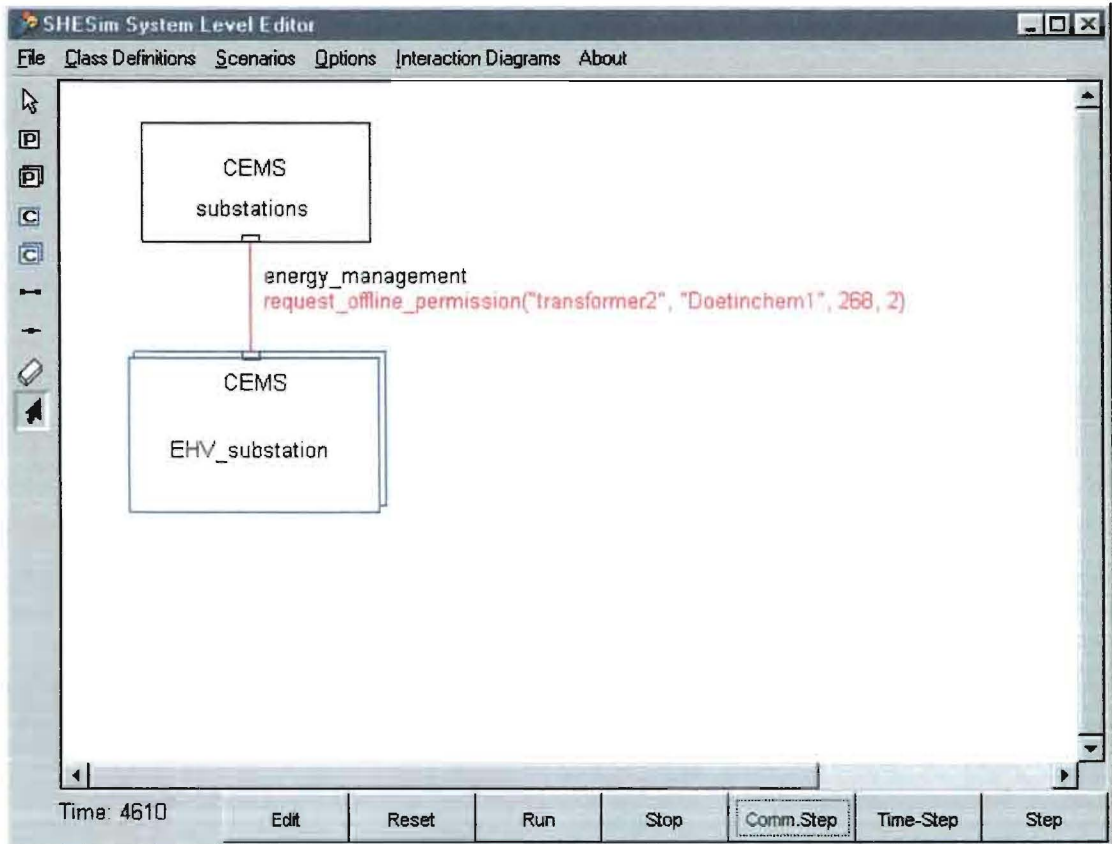 SHESim System Level Editor
File Class Definitions Scenarios Options Interaction Diagrams About
P
P
C
C
CEMS
substations
energy_management
request_offline_permission("transformer2", "Doetinchem1", 268, 2)
CEMS
EHV_substation
Time: 4610 Edit Reset Run Stop Comm.Step Time-Step Step